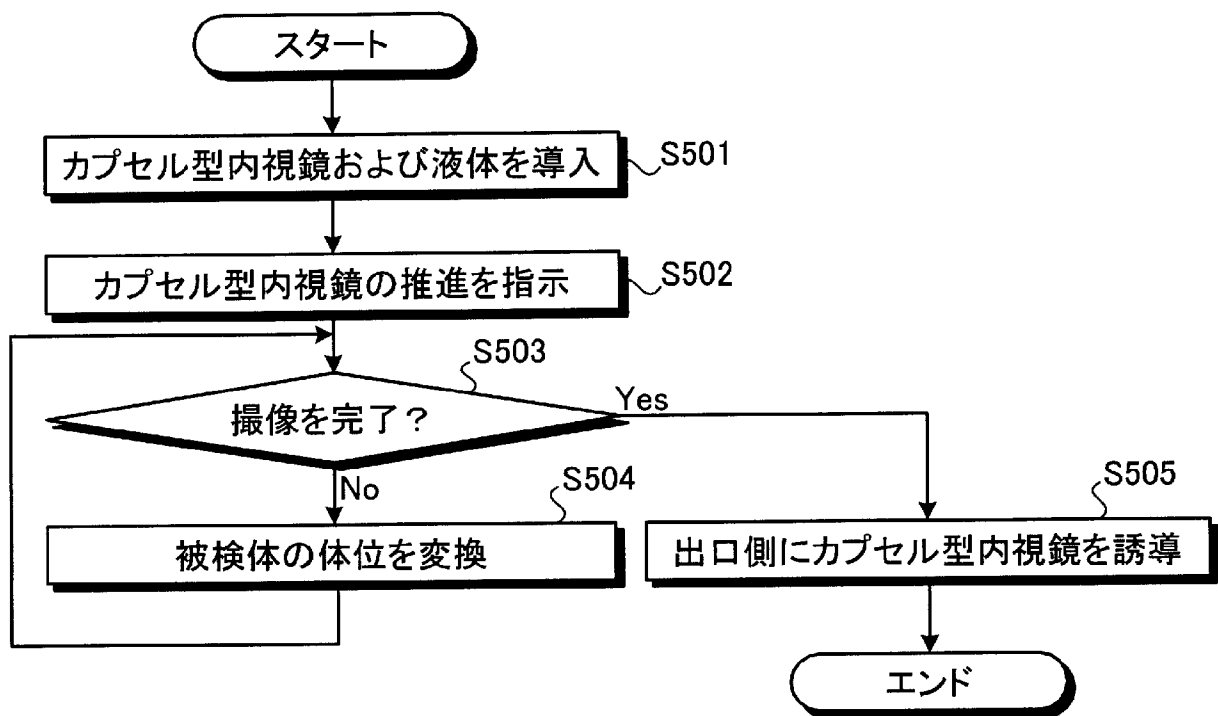 スタート
カプセル型内視鏡および液体を導入
S501
カプセル型内視鏡の推進を指示
S502
S503
撮像を完了？
Yes
No
S504
被検体の体位を変換
S505
出口側にカプセル型内視鏡を誘導
エンド